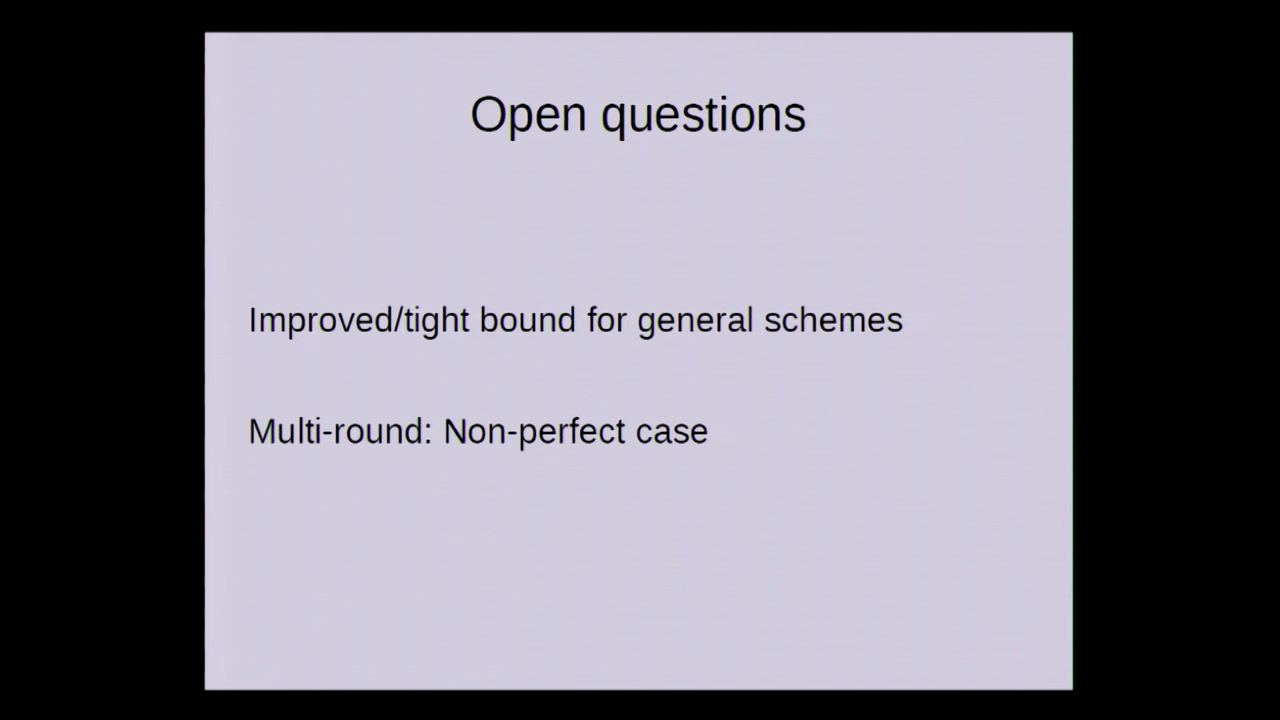 Open questions
Improved/tight bound for general schemes
Multi-round: Non-perfect case